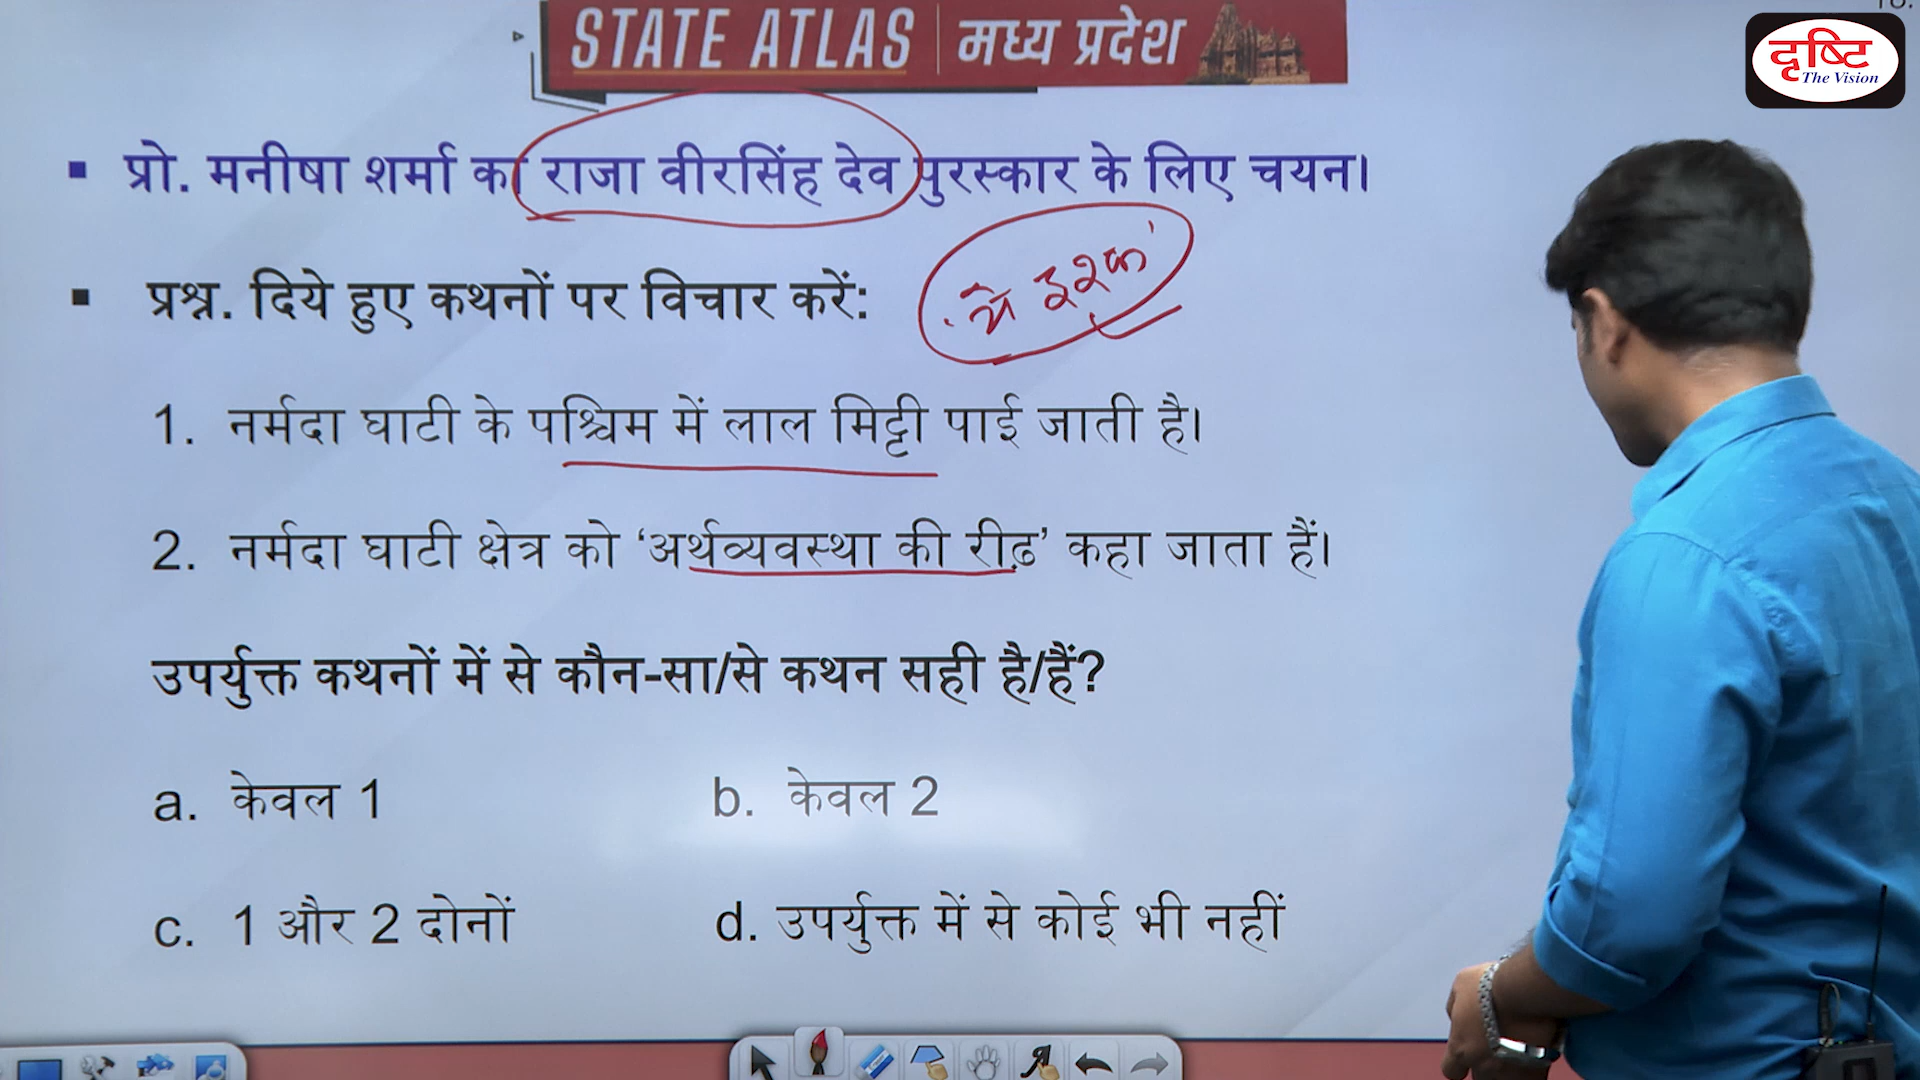 STATE ATLAS | मध्य प्रदेश
दृष्टि
The Vision
▪ प्रो. मनीषा शर्मा का राजा वीरसिंह देव पुरस्कार के लिए चयन।
'ये इश्क'
▪ प्रश्न. दिये हुए कथनों पर विचार करें:
1. नर्मदा घाटी के पश्चिम में लाल मिट्टी पाई जाती है।
2. नर्मदा घाटी क्षेत्र को ‘अर्थव्यवस्था की रीढ़’ कहा जाता हैं।
उपर्युक्त कथनों में से कौन-सा/से कथन सही है/हैं?
a. केवल 1
b. केवल 2
c. 1 और 2 दोनों
d. उपर्युक्त में से कोई भी नहीं